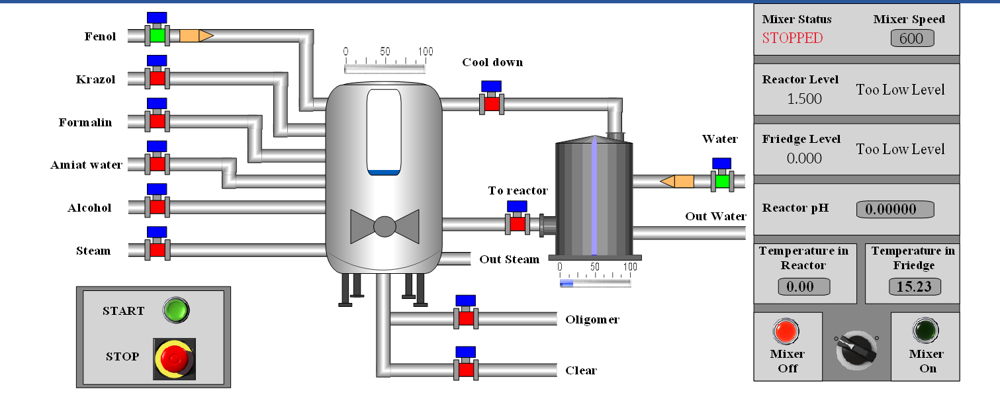 Fenol
Krazol
Formalin
Amiat water
Alcohol
Steam
START
STOP
0 50 100
Cool down
To reactor
Water
Out Water
Out Steam
0 50 100
Oligomer
Clear
Mixer Status Mixer Speed
STOPPED 600
Reactor Level Too Low Level
1.500
Friedge Level Too Low Level
0.000
Reactor pH 0.00000
Temperature in
Reactor
0.00
Temperature in
Friedge
15.23
Mixer
Off
Mixer
On